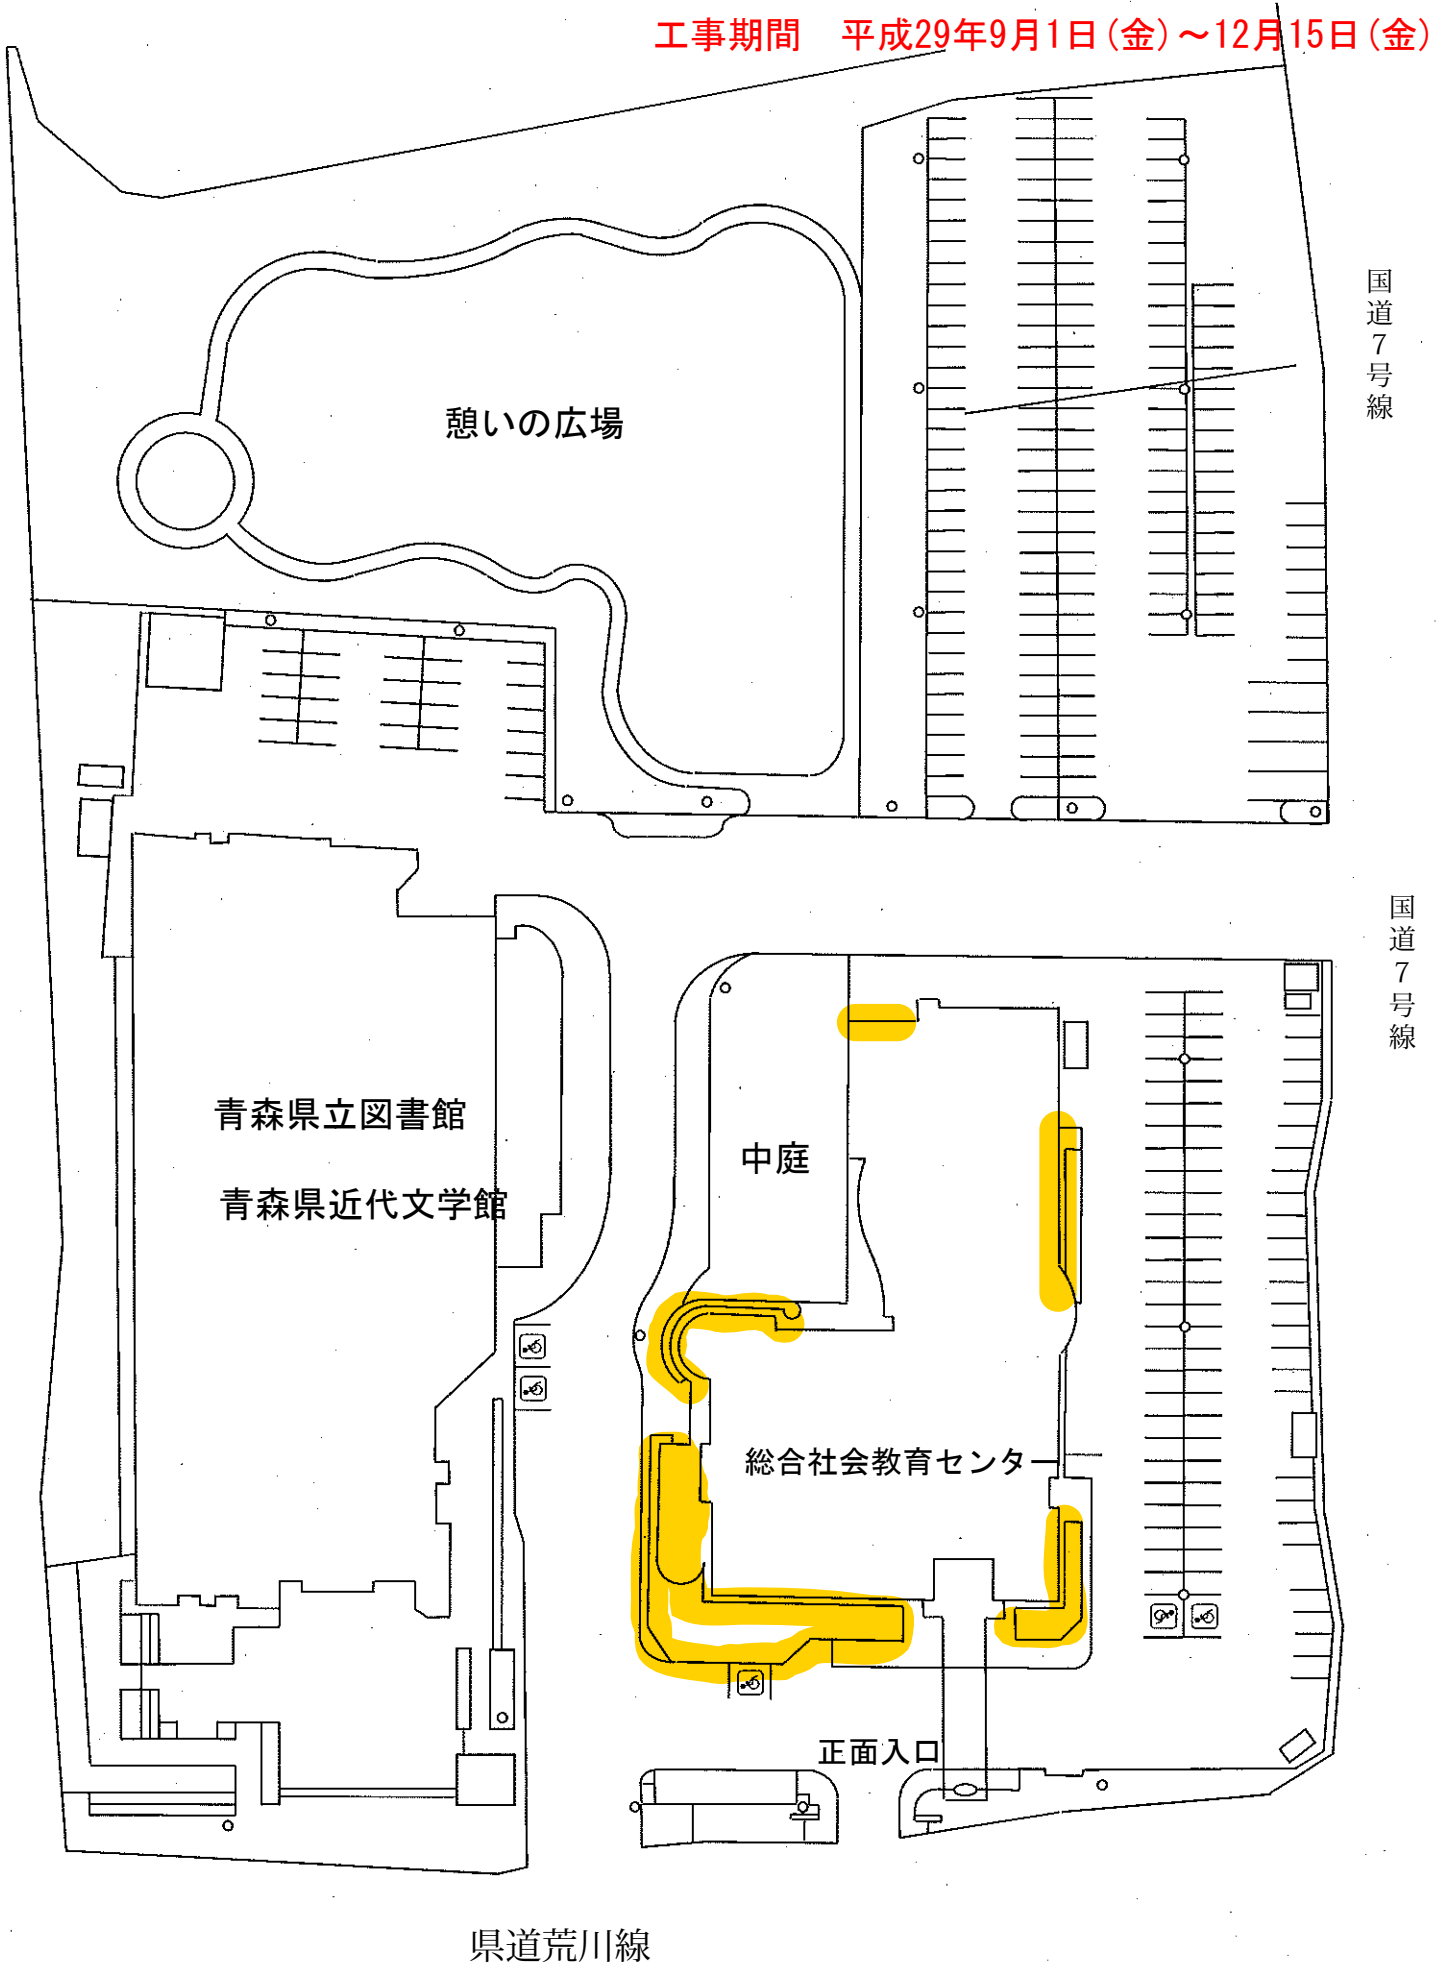 工事期間　平成29年9月1日(金)～12月15日(金)
国道７号線
憩いの広場
国道７号線
青森県立図書館
中庭
青森県近代文学館
総合社会教育センター
正面入口
県道荒川線